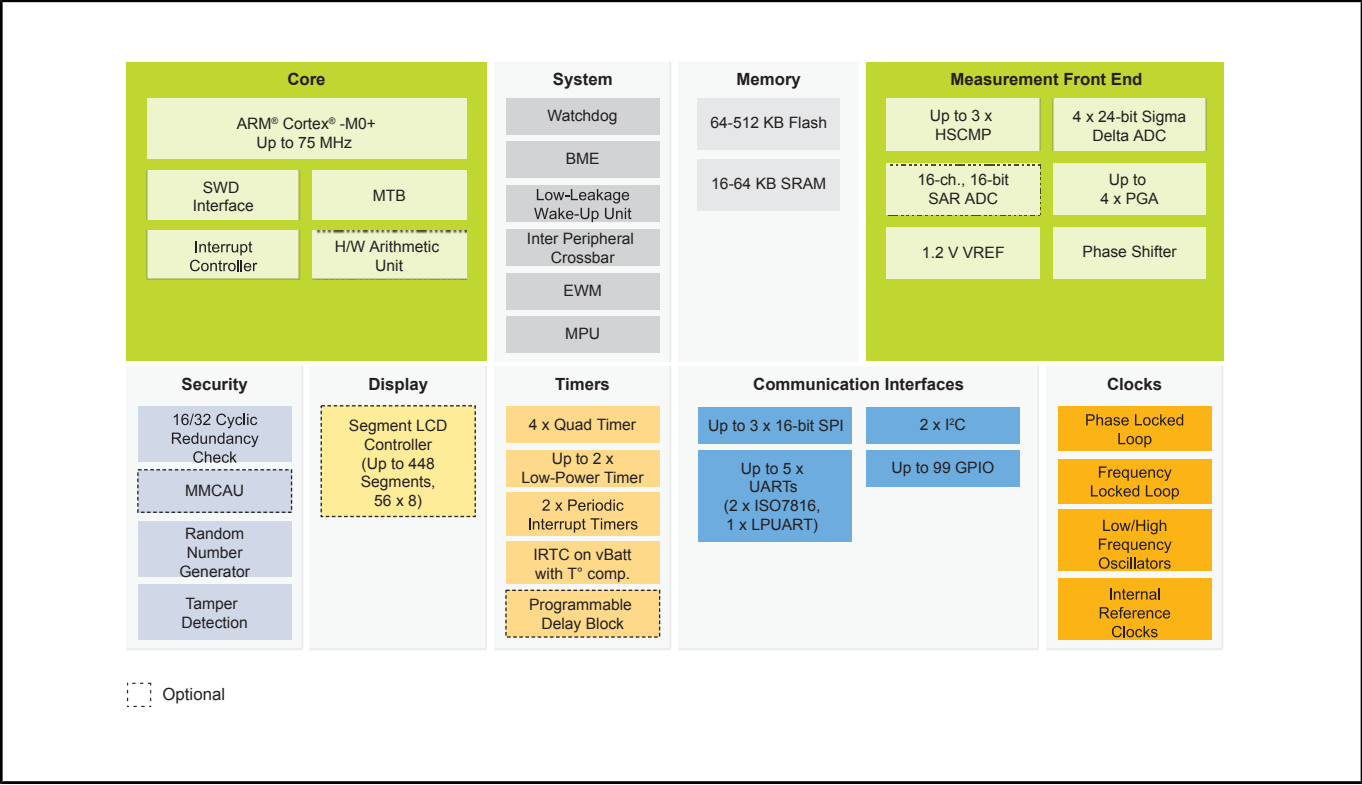 Core
ARM® Cortex® -M0+
Up to 75 MHz
SWD
Interface
MTB
Interrupt
Controller
H/W Arithmetic
Unit
System
Watchdog
BME
Low-Leakage
Wake-Up Unit
Inter Peripheral
Crossbar
EWM
MPU
Memory
64-512 KB Flash
16-64 KB SRAM
Measurement Front End
Up to 3 x
HSCMP
4 x 24-bit Sigma
Delta ADC
16-ch., 16-bit
SAR ADC
Up to
4 x PGA
1.2 V VREF
Phase Shifter
Security
16/32 Cyclic
Redundancy
Check
MMCAU
Random
Number
Generator
Tamper
Detection
Display
Segment LCD
Controller
(Up to 448
Segments,
56 x 8)
Timers
4 x Quad Timer
Up to 2 x
Low-Power Timer
2 x Periodic
Interrupt Timers
IRTC on vBatt
with T° comp.
Programmable
Delay Block
Communication Interfaces
Up to 3 x 16-bit SPI
2 x I²C
Up to 5 x
UARTs
(2 x ISO7816,
1 x LPUART)
Up to 99 GPIO
Clocks
Phase Locked
Loop
Frequency
Locked Loop
Low/High
Frequency
Oscillators
Internal
Reference
Clocks
Optional